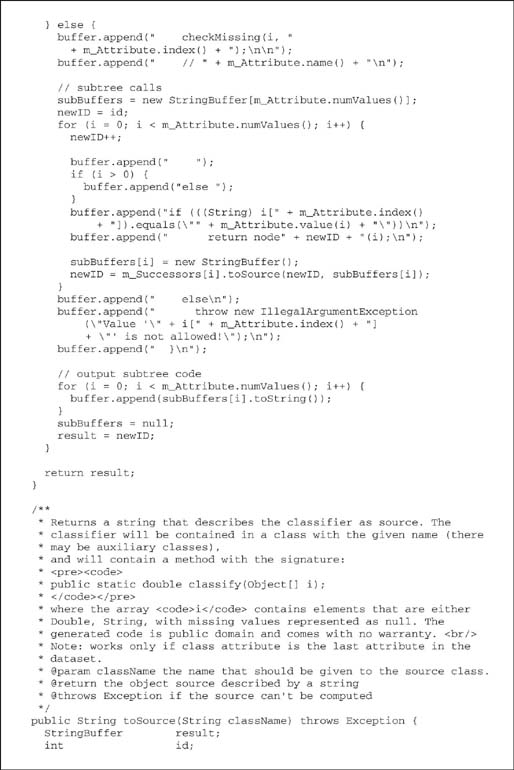 } else {
buffer.append("    checkMissing(i, "
+ m_Attribute.index() + ");\n\n");
buffer.append("    // " + m_Attribute.name() + "\n");
// subtree calls
subBuffers = new StringBuffer[m_Attribute.numValues()];
newID = id;
for (i = 0; i < m_Attribute.numValues(); i++) {
newID++;
buffer.append("    ");
if (i > 0) {
buffer.append("else ");
}
buffer.append("if (((String) i[" + m_Attribute.index()
+ "]).equals(\"" + m_Attribute.value(i) + "\"))\n");
buffer.append("      return node" + newID + "(i);\n");
subBuffers[i] = new StringBuffer();
newID = m_Successors[i].toSource(newID, subBuffers[i]);
}
buffer.append("    else\n");
buffer.append("      throw new IllegalArgumentException
(\"Value '\" + i[" + m_Attribute.index() + "]
+ \"' is not allowed!\");\n");
buffer.append("  }\n");
// output subtree code
for (i = 0; i < m_Attribute.numValues(); i++) {
buffer.append(subBuffers[i].toString());
}
subBuffers = null;
result = newID;
}
return result;
}
/**
* Returns a string that describes the classifier as source. The
* classifier will be contained in a class with the given name (there
* may be auxiliary classes),
* and will contain a method with the signature:
* <pre><code>
* public static double classify(Object[] i);
* </code></pre>
* where the array <code>i</code> contains elements that are either
* Double, String, with missing values represented as null. The
* generated code is public domain and comes with no warranty. <br/>
* Note: works only if class attribute is the last attribute in the
* dataset.
* @param className the name that should be given to the source class.
* @return the object source described by a string
* @throws Exception if the source can't be computed
*/
public String toSource(String className) throws Exception {
StringBuffer        result;
int                 id;